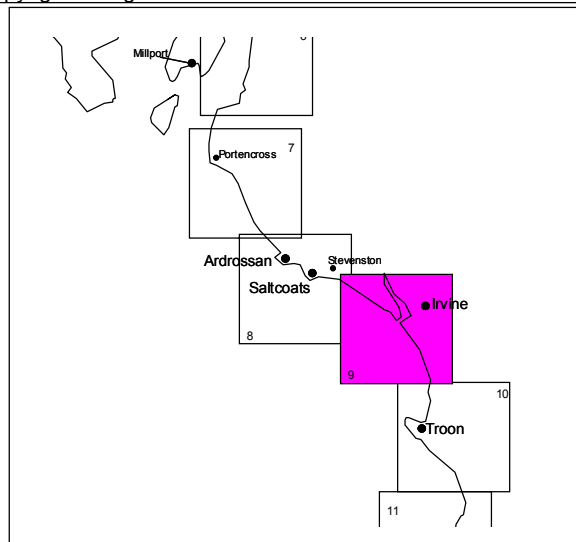 Millport
7
Portencross
Ardrossan
Stevenston
Saltcoats
Irvine
8
9
10
Troon
11